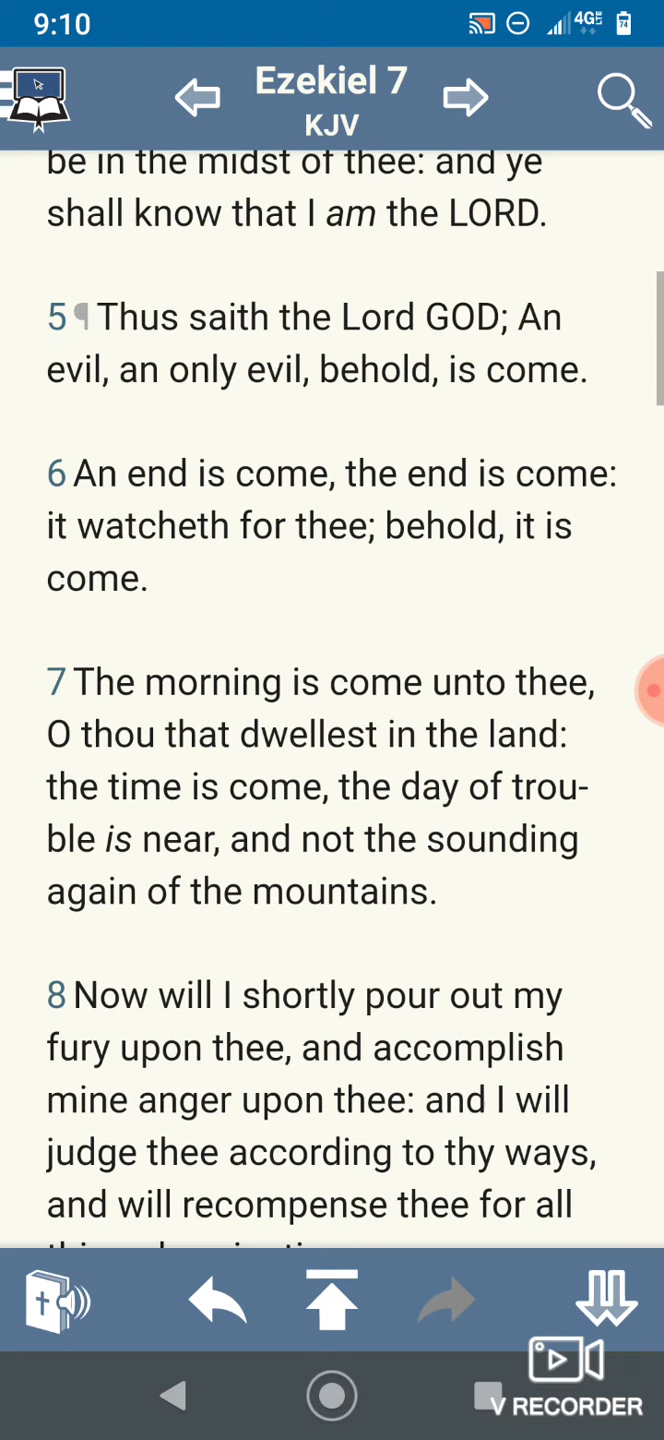 9:10
4G
74
Ezekiel 7
KJV
be in the midst of thee: and ye
shall know that I am the LORD.
5 ¶ Thus saith the Lord GOD; An
evil, an only evil, behold, is come.
6 An end is come, the end is come:
it watcheth for thee; behold, it is
come.
7 The morning is come unto thee,
O thou that dwellest in the land:
the time is come, the day of trou-
ble is near, and not the sounding
again of the mountains.
8 Now will I shortly pour out my
fury upon thee, and accomplish
mine anger upon thee: and I will
judge thee according to thy ways,
and will recompense thee for all
V RECORDER